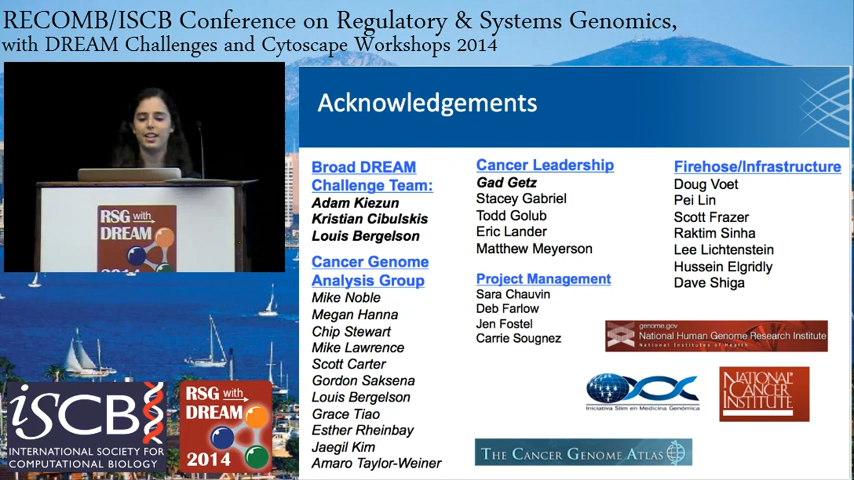 RECOMB/ISCB Conference on Regulatory & Systems Genomics,
with DREAM Challenges and Cytoscape Workshops 2014
Acknowledgements
Broad DREAM
Challenge Team:
Adam Kiezun
Kristian Cibulskis
Louis Bergelson
Cancer Genome
Analysis Group
Mike Noble
Megan Hanna
Chip Stewart
Mike Lawrence
Scott Carter
Gordon Saksena
Louis Bergelson
Grace Tiao
Esther Rheinbay
Jaegil Kim
Amaro Taylor-Weiner
Cancer Leadership
Gad Getz
Stacey Gabriel
Todd Golub
Eric Lander
Matthew Meyerson
Project Management
Sara Chauvin
Deb Farlow
Jen Fostel
Carrie Sougnez
Firehose/Infrastructure
Doug Voet
Pei Lin
Scott Frazer
Raktim Sinha
Lee Lichtenstein
Hussein Elgridly
Dave Shiga
genome.gov
National Human Genome Research Institute
National Institutes of Health
Iniciativa Slim en Medicina Genómica
NATIONAL
CANCER
INSTITUTE
THE CANCER GENOME ATLAS
RSG with
DREAM
2014
iSCB
INTERNATIONAL SOCIETY FOR
COMPUTATIONAL BIOLOGY
RSG with
DREAM
2014